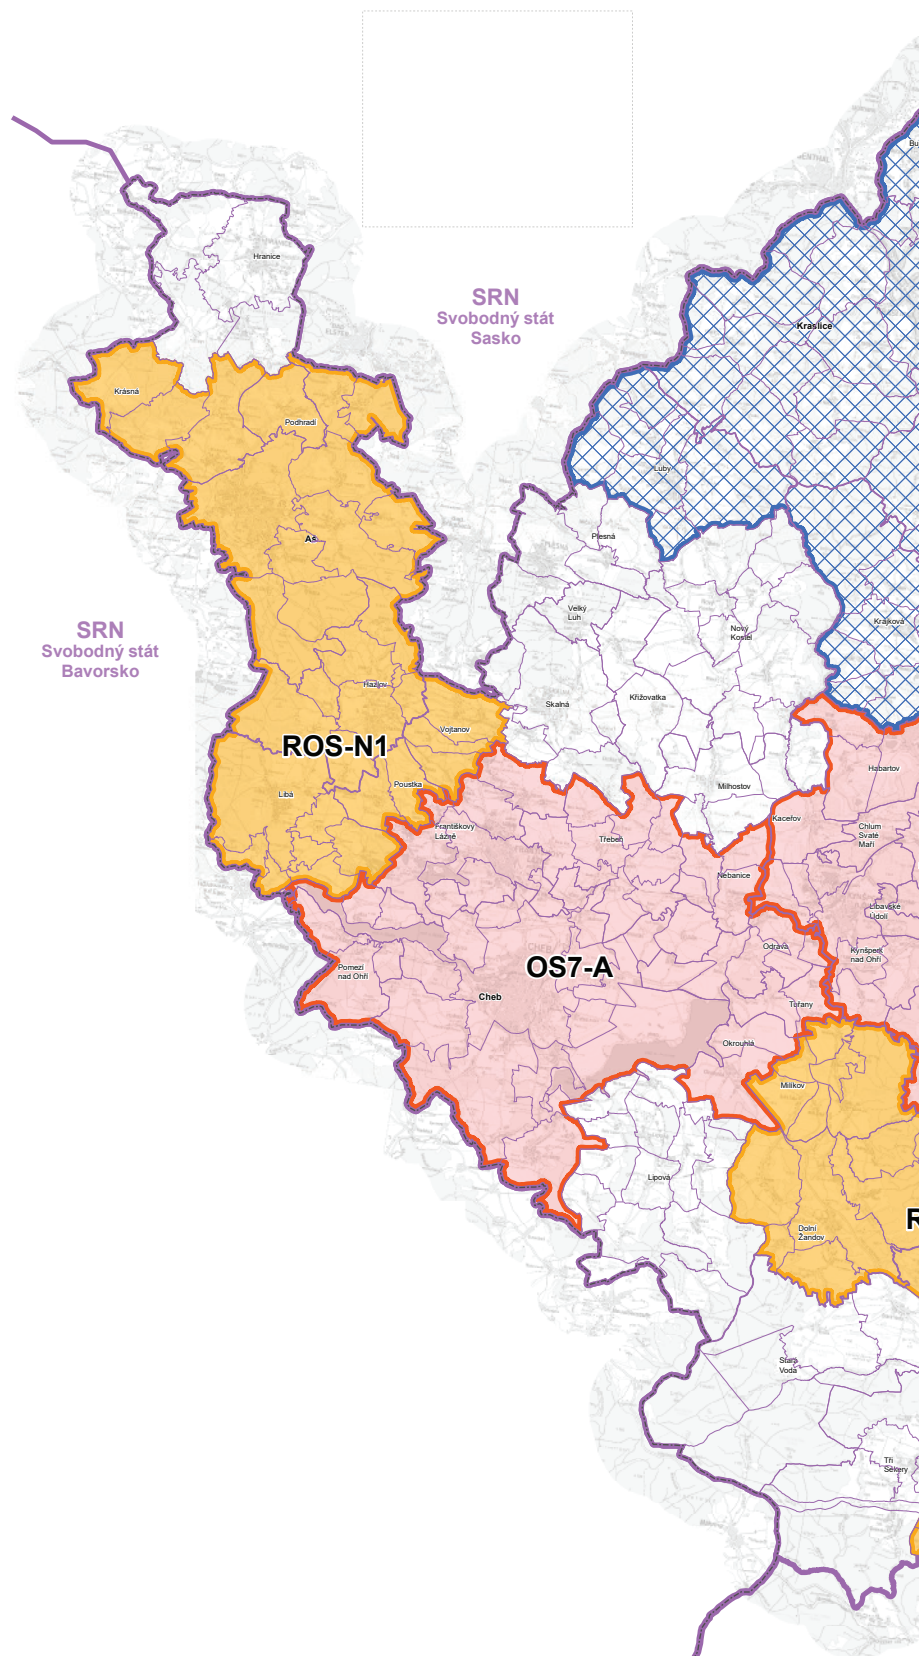 Bu
Hranice
SRN
Svobodný stát
Sasko
Kraslice
Krásná
Podhradí
Luby
Aš
Plesná
Velký
Luh
Nový
Kostel
Krajková
SRN
Svobodný stát
Bavorsko
Hazlov
Křižovatka
Skalná
Vojtanov
ROS-N1
Habartov
Poustka
Milhostov
Libá
Kaceřov
Františkovy
Lázně
Třebeň
Chlum
Svaté
Maří
Nebanice
Libavské
Údolí
Odrava
Kynšperk
nad Ohří
Pomezí
nad Ohří
OS7-A
CHEB
Cheb
Tuřany
Okrouhlá
Milíkov
Lipová
R
Dolní
Žandov
Stará
Voda
Tři
Sekery